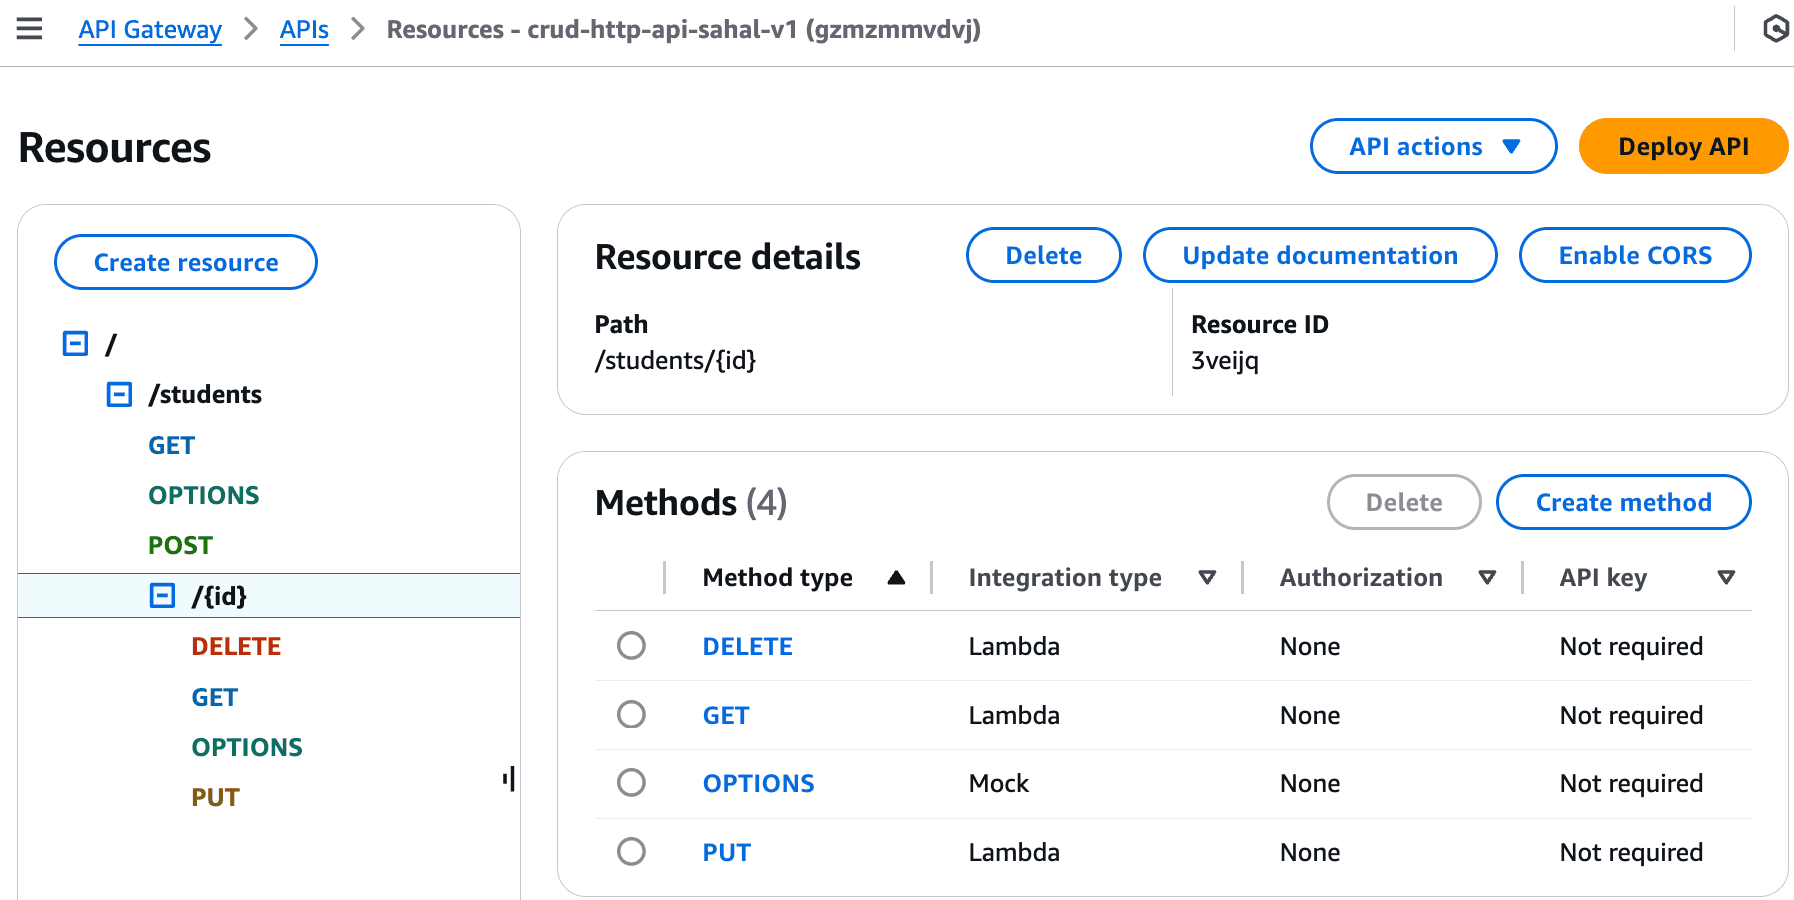 API Gateway > APIs > Resources - crud-http-api-sahal-v1 (gzmzmmvdvj)
Resources
API actions
Deploy API
Create resource
/
/students
GET
OPTIONS
POST
/{id}
DELETE
GET
OPTIONS
PUT
Resource details
Delete
Update documentation
Enable CORS
Path
/students/{id}
Resource ID
3veijq
Methods (4)
Delete
Create method
Method type Integration type Authorization API key
DELETE Lambda None Not required
GET Lambda None Not required
OPTIONS Mock None Not required
PUT Lambda None Not required